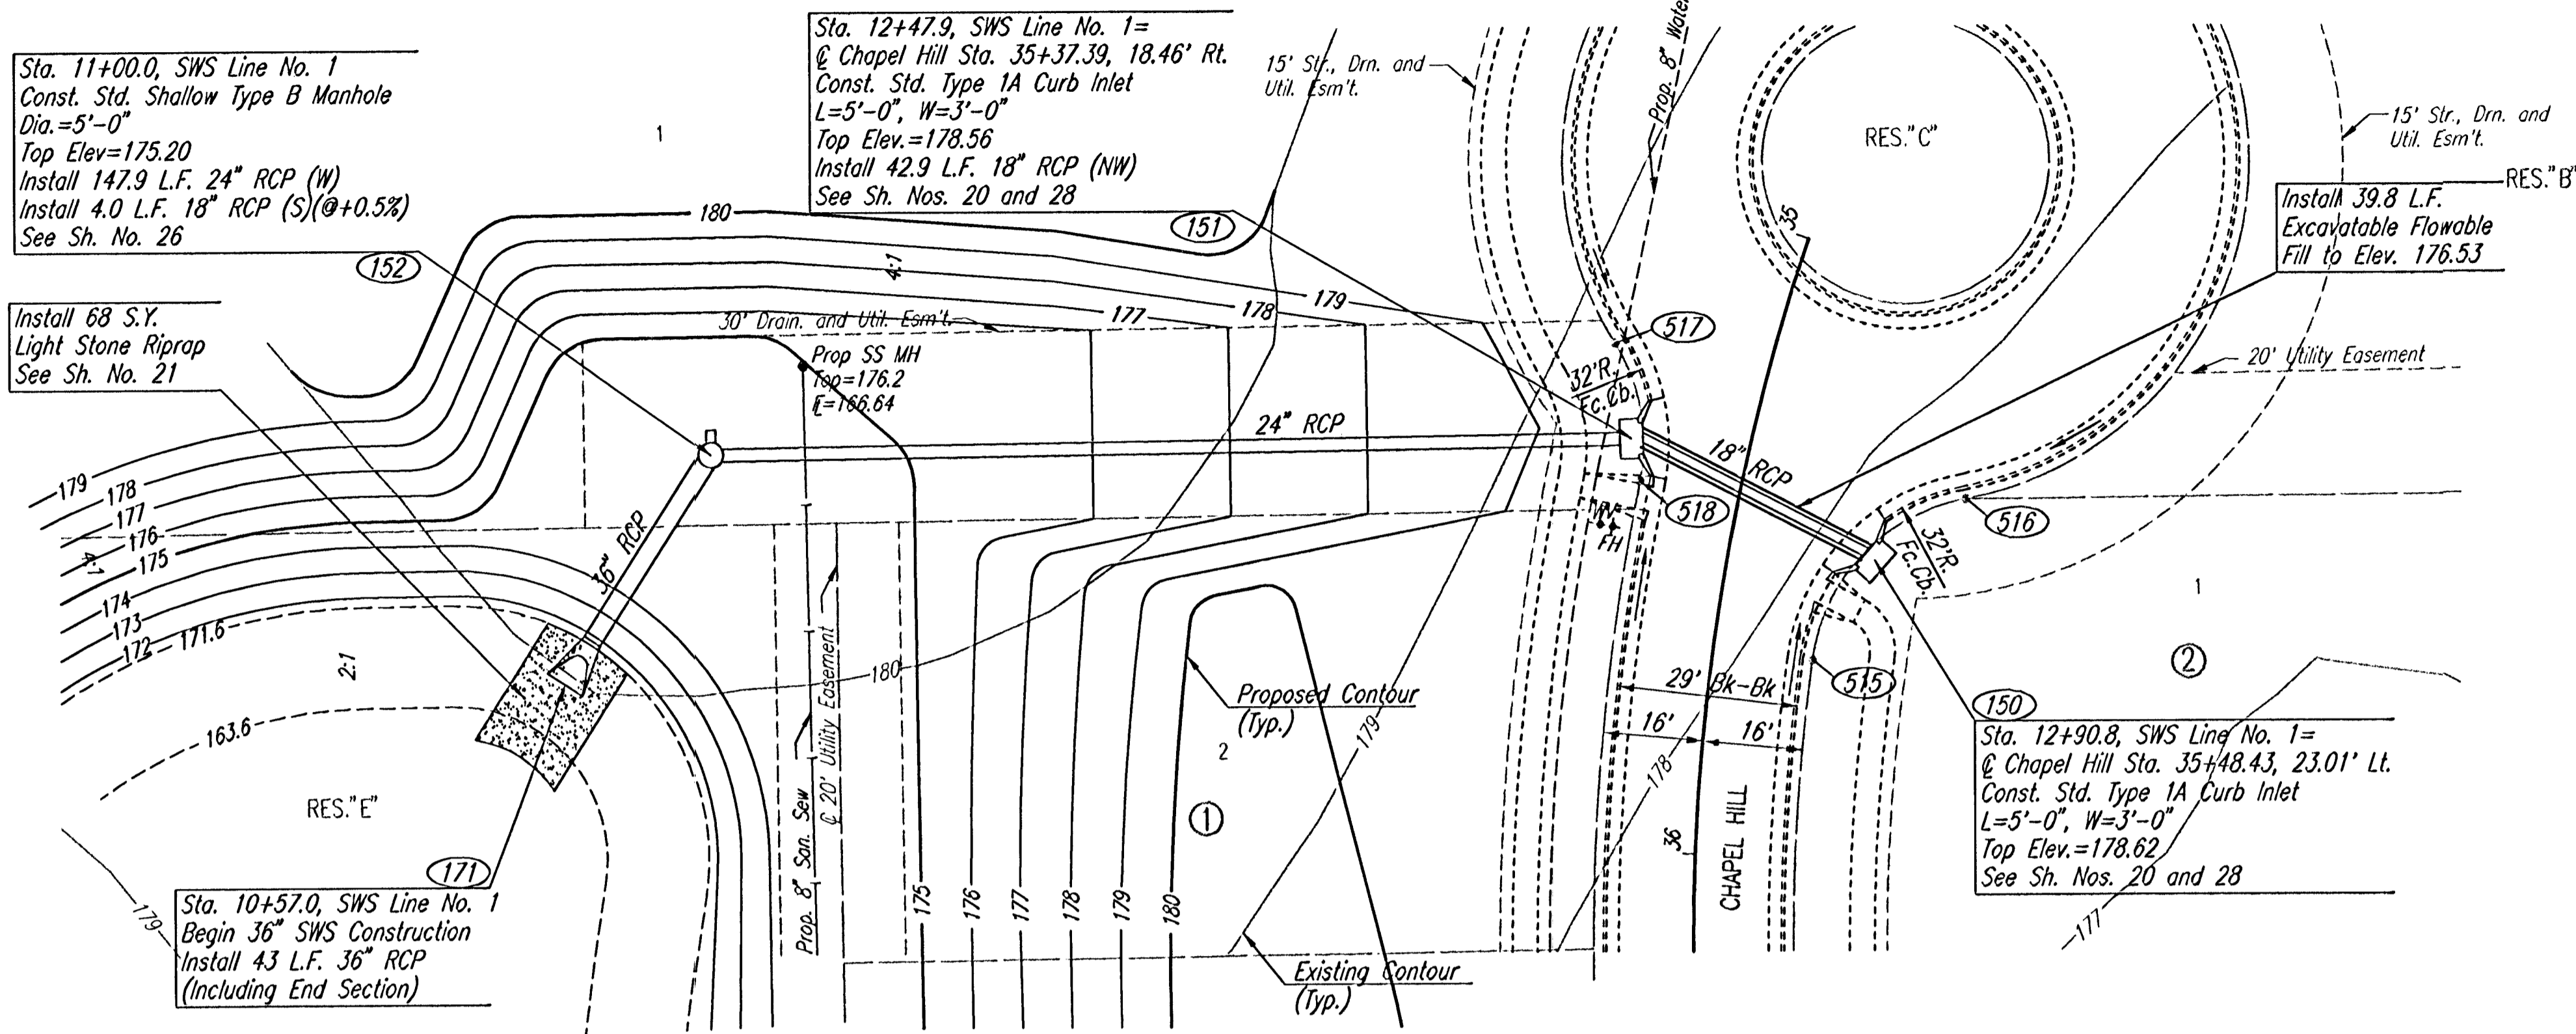 Sta. 11+00.0, SWS Line No. 1
Const. Std. Shallow Type B Manhole
Dia.=5'-0"
Top Elev=175.20
Install 147.9 L.F. 24" RCP (W)
Install 4.0 L.F. 18" RCP (S)(@+0.5%)
See Sh. No. 26
152
Sta. 12+47.9, SWS Line No. 1=
℄ Chapel Hill Sta. 35+37.39, 18.46' Rt.
Const. Std. Type 1A Curb Inlet
L=5'-0", W=3'-0"
Top Elev.=178.56
Install 42.9 L.F. 18" RCP (NW)
See Sh. Nos. 20 and 28
151
1
15' Str., Drn. and
Util. Esm't.
Prop. 8" Water
RES."C"
15' Str., Drn. and
Util. Esm't.
RES."B"
Install 39.8 L.F.
Excavatable Flowable
Fill to Elev. 176.53
35
180
4:1
179
178
177
30' Drain. and Util. Esm't.
Prop SS MH
Top=176.2
℄=166.64
Install 68 S.Y.
Light Stone Riprap
See Sh. No. 21
517
32'R.
Fc.Cb.
20' Utility Easement
24" RCP
18" RCP
518
WV
FH
516
32'R.
Fc.Cb.
179
178
177
176
175
174
173
172
171.6
4:1
36" RCP
2:1
163.6
RES."E"
180
Prop. 8" San. Sew
℄ 20' Utility Easement
Proposed Contour
(Typ.)
2
1
179
178
29' Bk-Bk
16'
16'
515
1
2
150
Sta. 12+90.8, SWS Line No. 1=
℄ Chapel Hill Sta. 35+48.43, 23.01' Lt.
Const. Std. Type 1A Curb Inlet
L=5'-0", W=3'-0"
Top Elev.=178.62
See Sh. Nos. 20 and 28
36
CHAPEL HILL
177
175
176
177
178
179
180
171
Sta. 10+57.0, SWS Line No. 1
Begin 36" SWS Construction
Install 43 L.F. 36" RCP
(Including End Section)
179
Existing Contour
(Typ.)